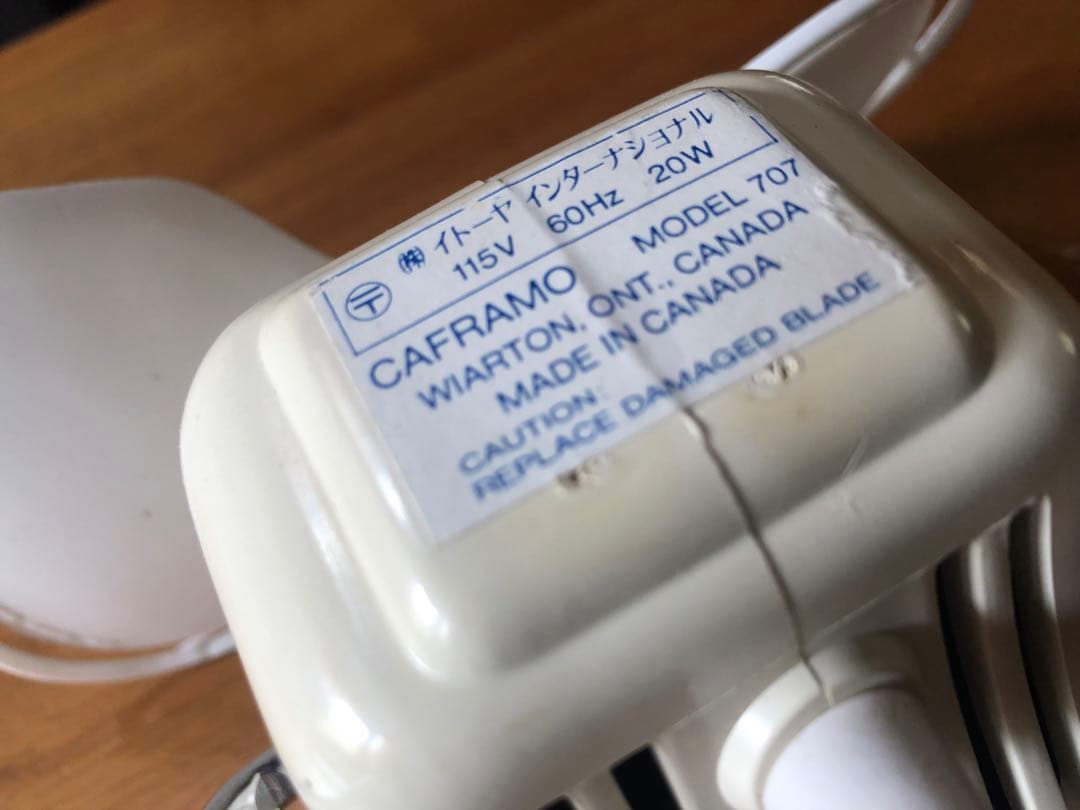 〶 ㈱ イトーヤ インターナショナル
115V 60Hz 20W
CAFRAMO MODEL 707
WIARTON, ONT., CANADA
MADE IN CANADA
CAUTION:
REPLACE DAMAGED BLADE